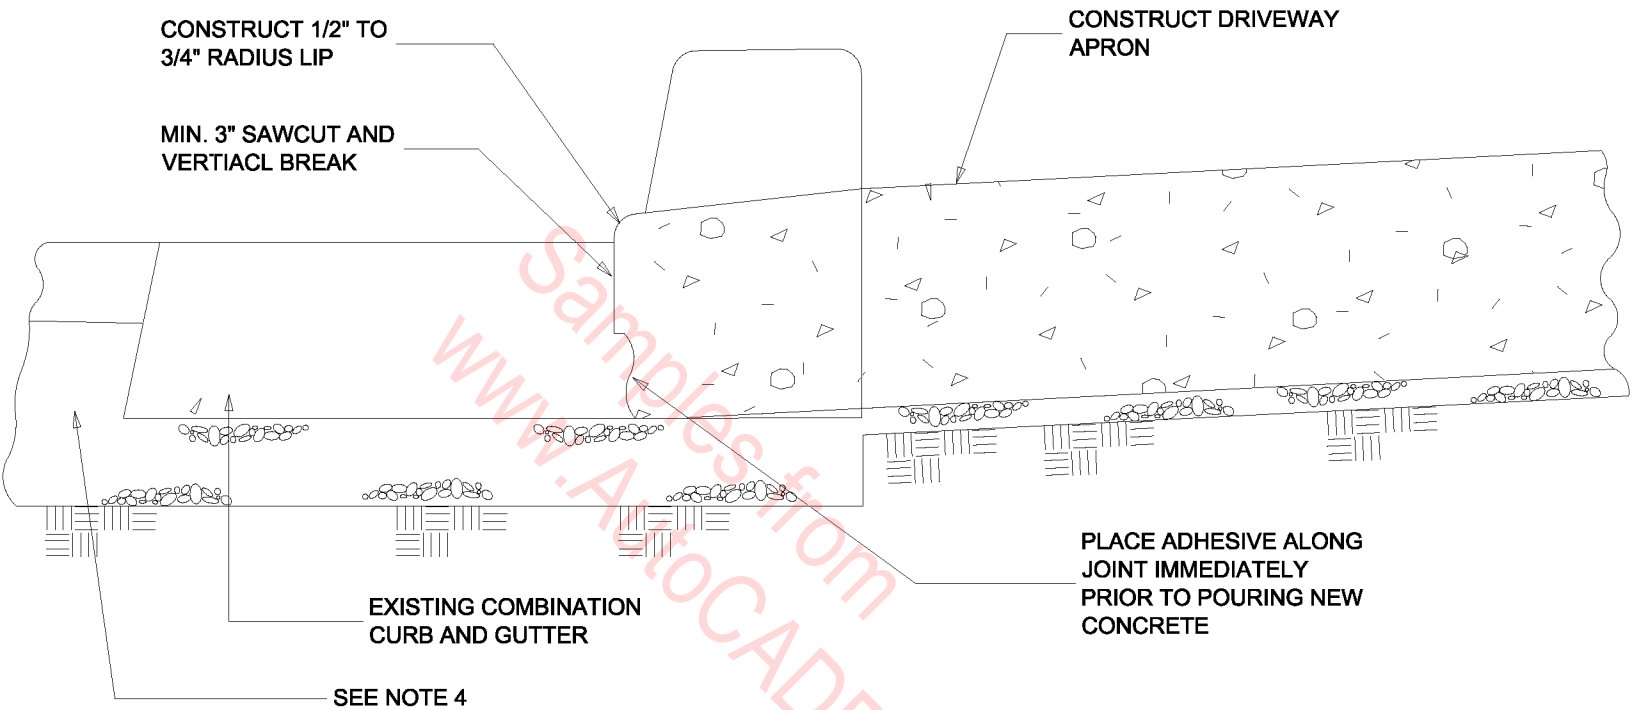 CONSTRUCT 1/2" TO
3/4" RADIUS LIP
CONSTRUCT DRIVEWAY
APRON
MIN. 3" SAWCUT AND
VERTIACL BREAK
Samples from
www.AutoCAD
PLACE ADHESIVE ALONG
JOINT IMMEDIATELY
PRIOR TO POURING NEW
CONCRETE
EXISTING COMBINATION
CURB AND GUTTER
SEE NOTE 4